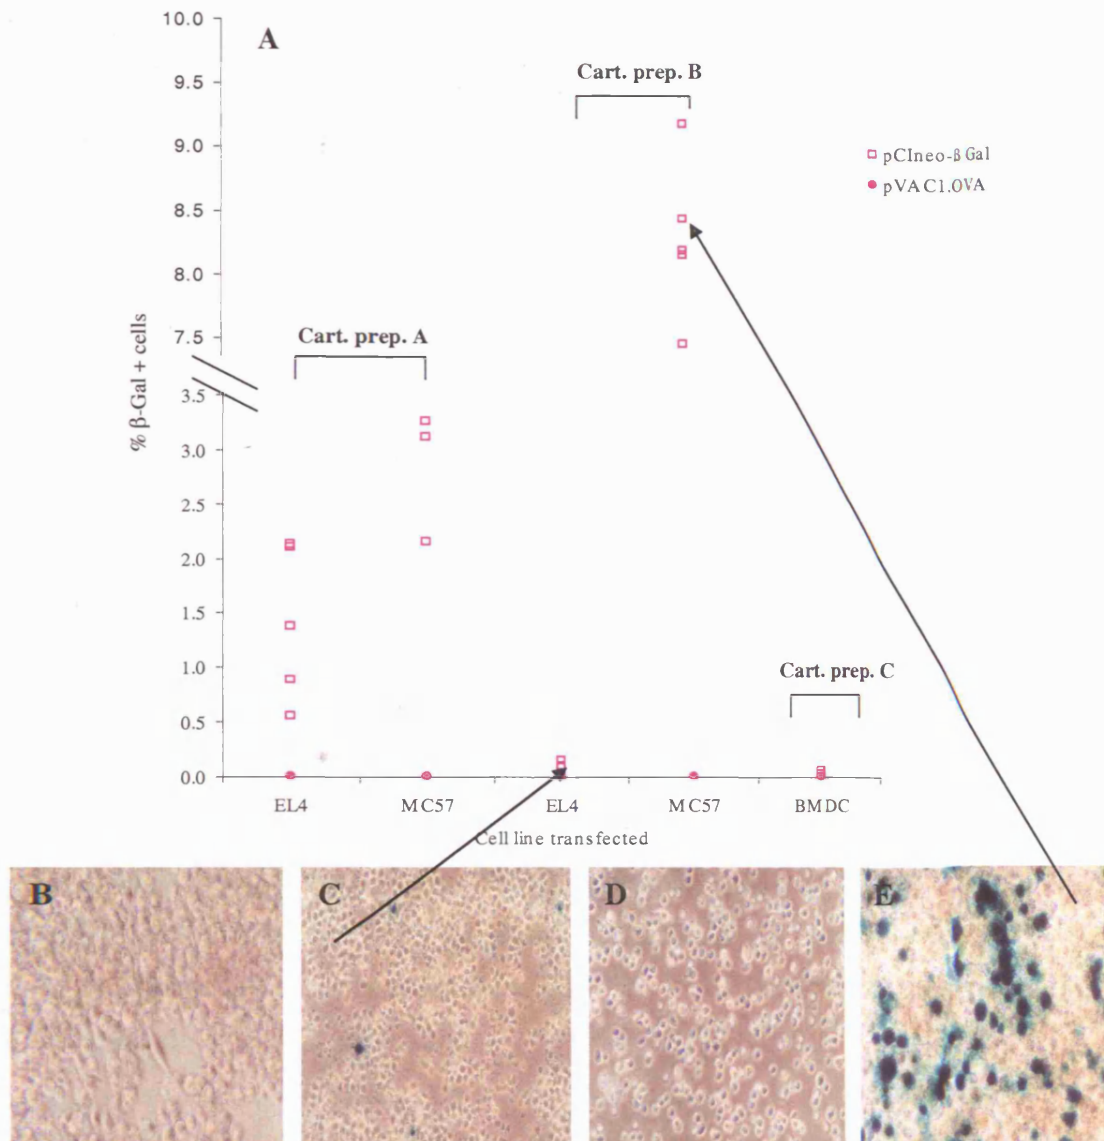 10.0
A
Cart. prep. B
9.5
9.0
pCIneo-ßGal
pVAC1.OVA
8.5
8.0
7.5
Cart. prep. A
% β-Gal + cells
3.5
3.0
2.5
2.0
1.5
1.0
Cart. prep. C
0.5
0.0
EL4 MC57 EL4 MC57 BMDC
Cell line transfected
B C D E